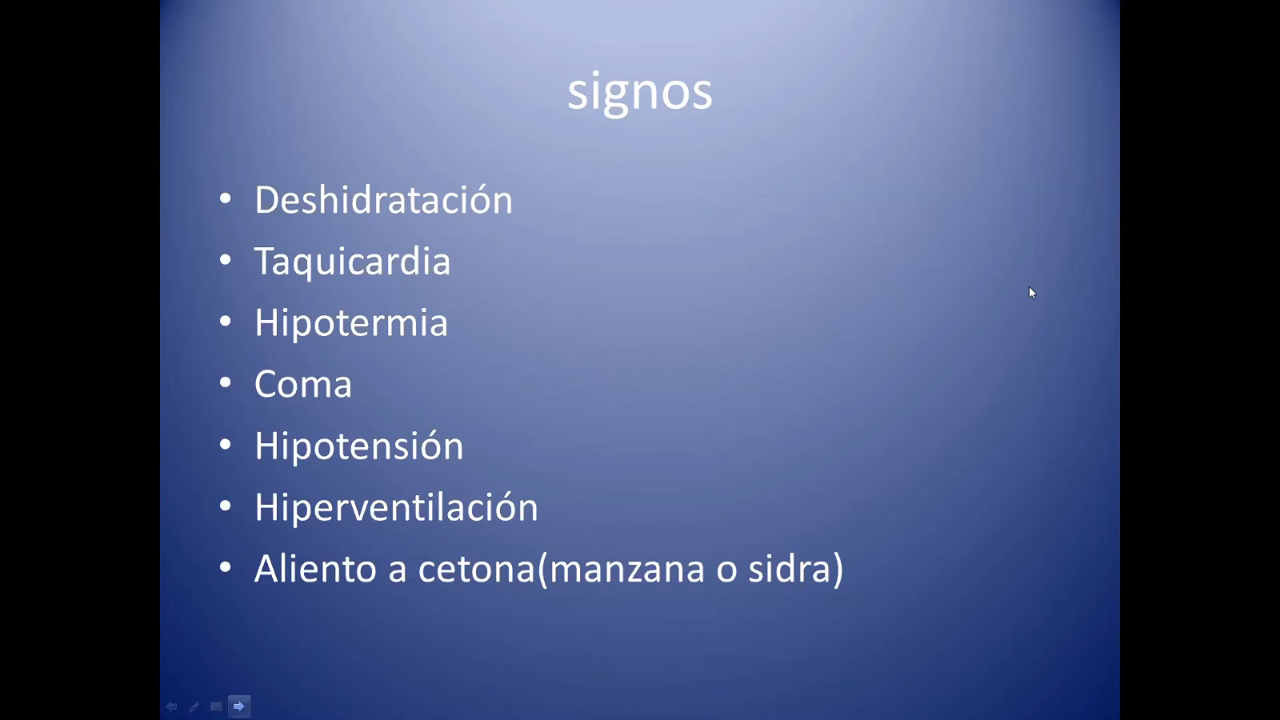 signos
• Deshidratación
• Taquicardia
• Hipotermia
• Coma
• Hipotensión
• Hiperventilación
• Aliento a cetona(manzana o sidra)